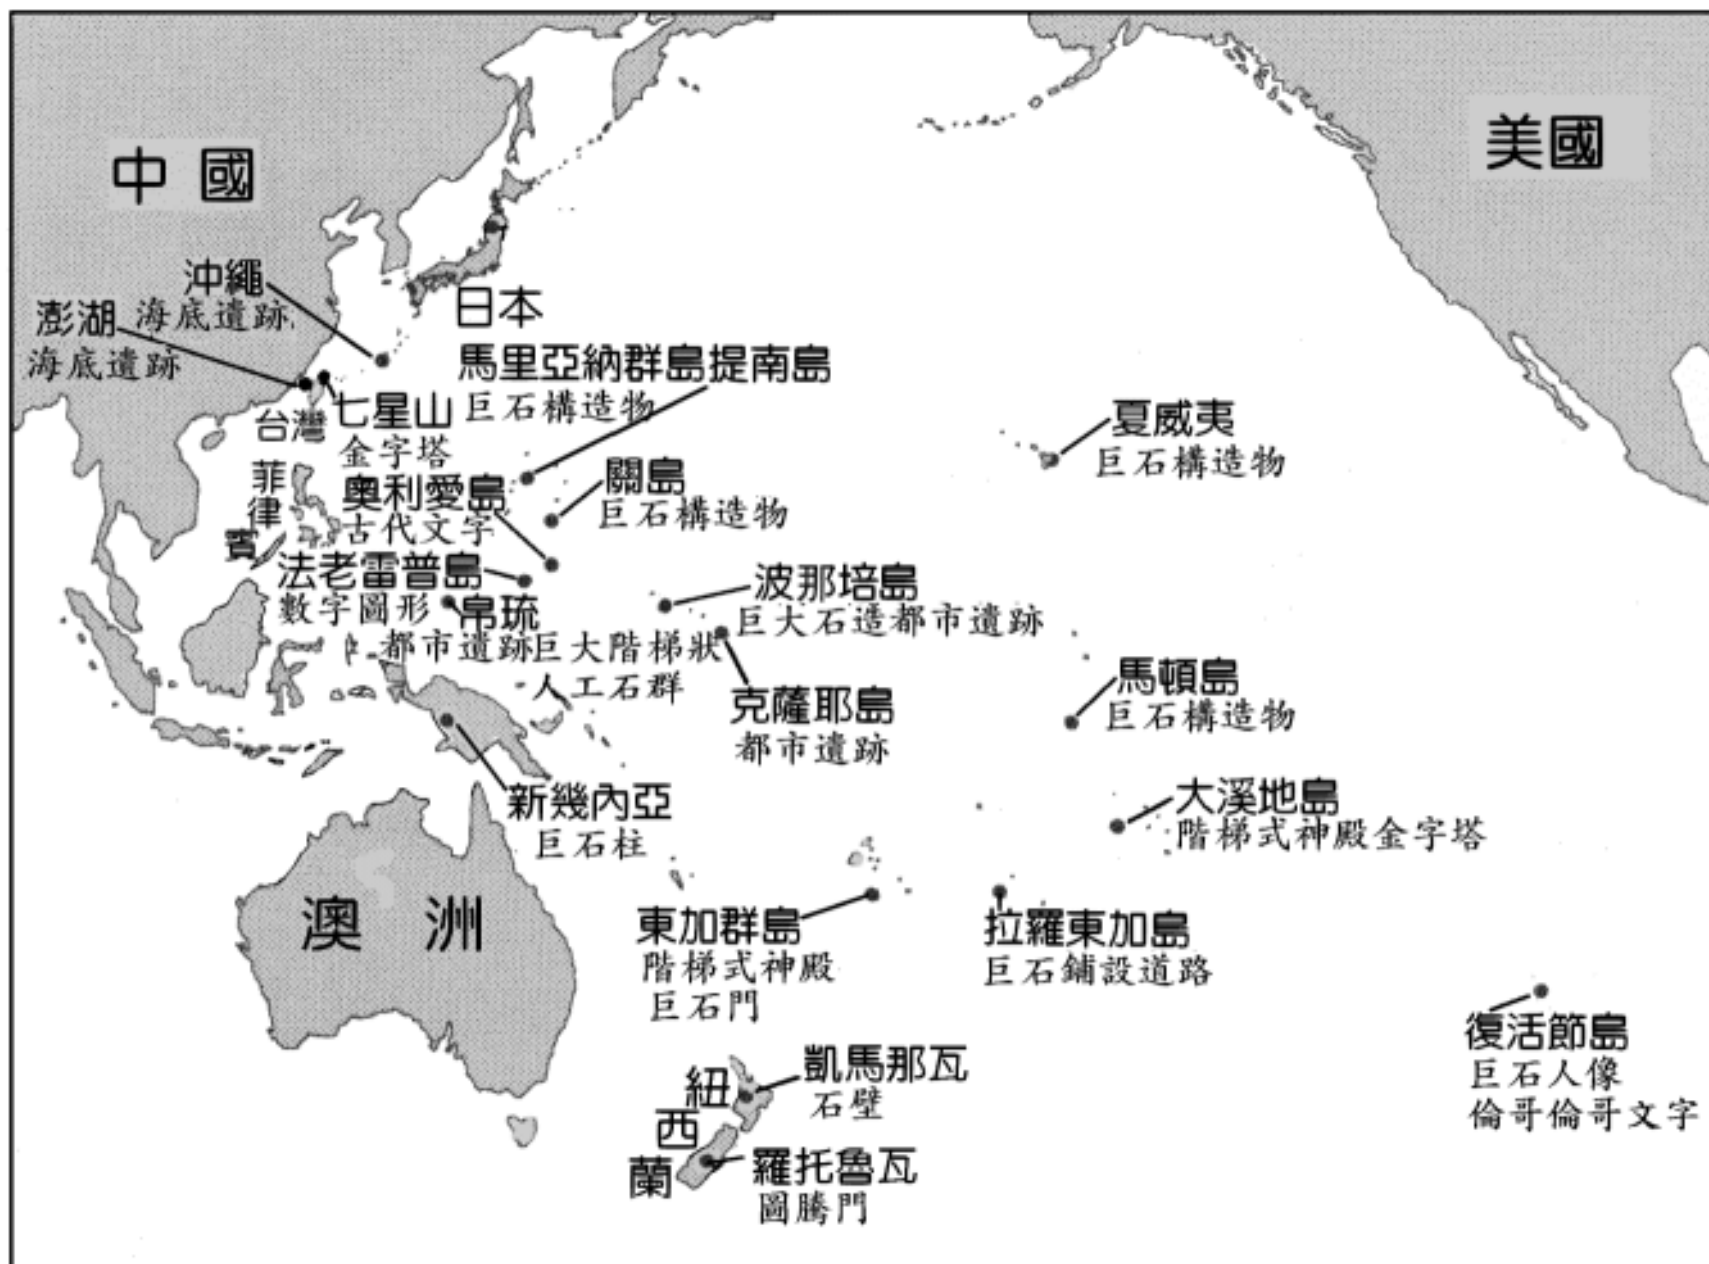 中國
美國
沖繩
海底遺跡
澎湖
海底遺跡
日本
馬里亞納群島提南島
巨石構造物
台灣
七星山
金字塔
夏威夷
巨石構造物
菲律賓
奧利愛島
古代文字
關島
巨石構造物
法老雷普島
數字圖形
帛琉
都市遺跡巨大階梯狀
人工石群
波那培島
巨大石造都市遺跡
克薩耶島
都市遺跡
馬頓島
巨石構造物
新幾內亞
巨石柱
大溪地島
階梯式神殿金字塔
澳洲
東加群島
階梯式神殿
巨石門
拉羅東加島
巨石鋪設道路
復活節島
巨石人像
倫哥倫哥文字
紐西蘭
凱馬那瓦
石壁
羅托魯瓦
圖騰門